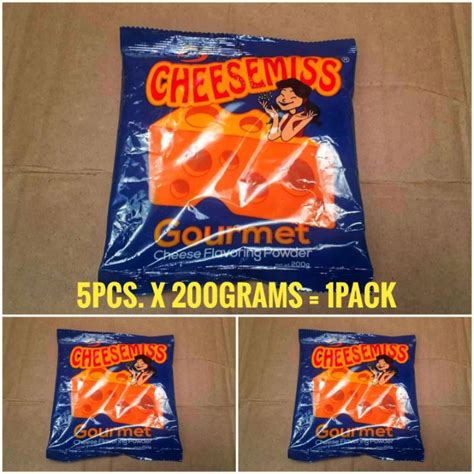 CHEESEMISS®
Gourmet
Cheese Flavoring Powder
200g
5PCS. X 200GRAMS = 1PACK
CHEESEMISS
Gourmet
Cheese Flavoring Powder
CHEESEMISS
Gourmet
Cheese Flavoring Powder